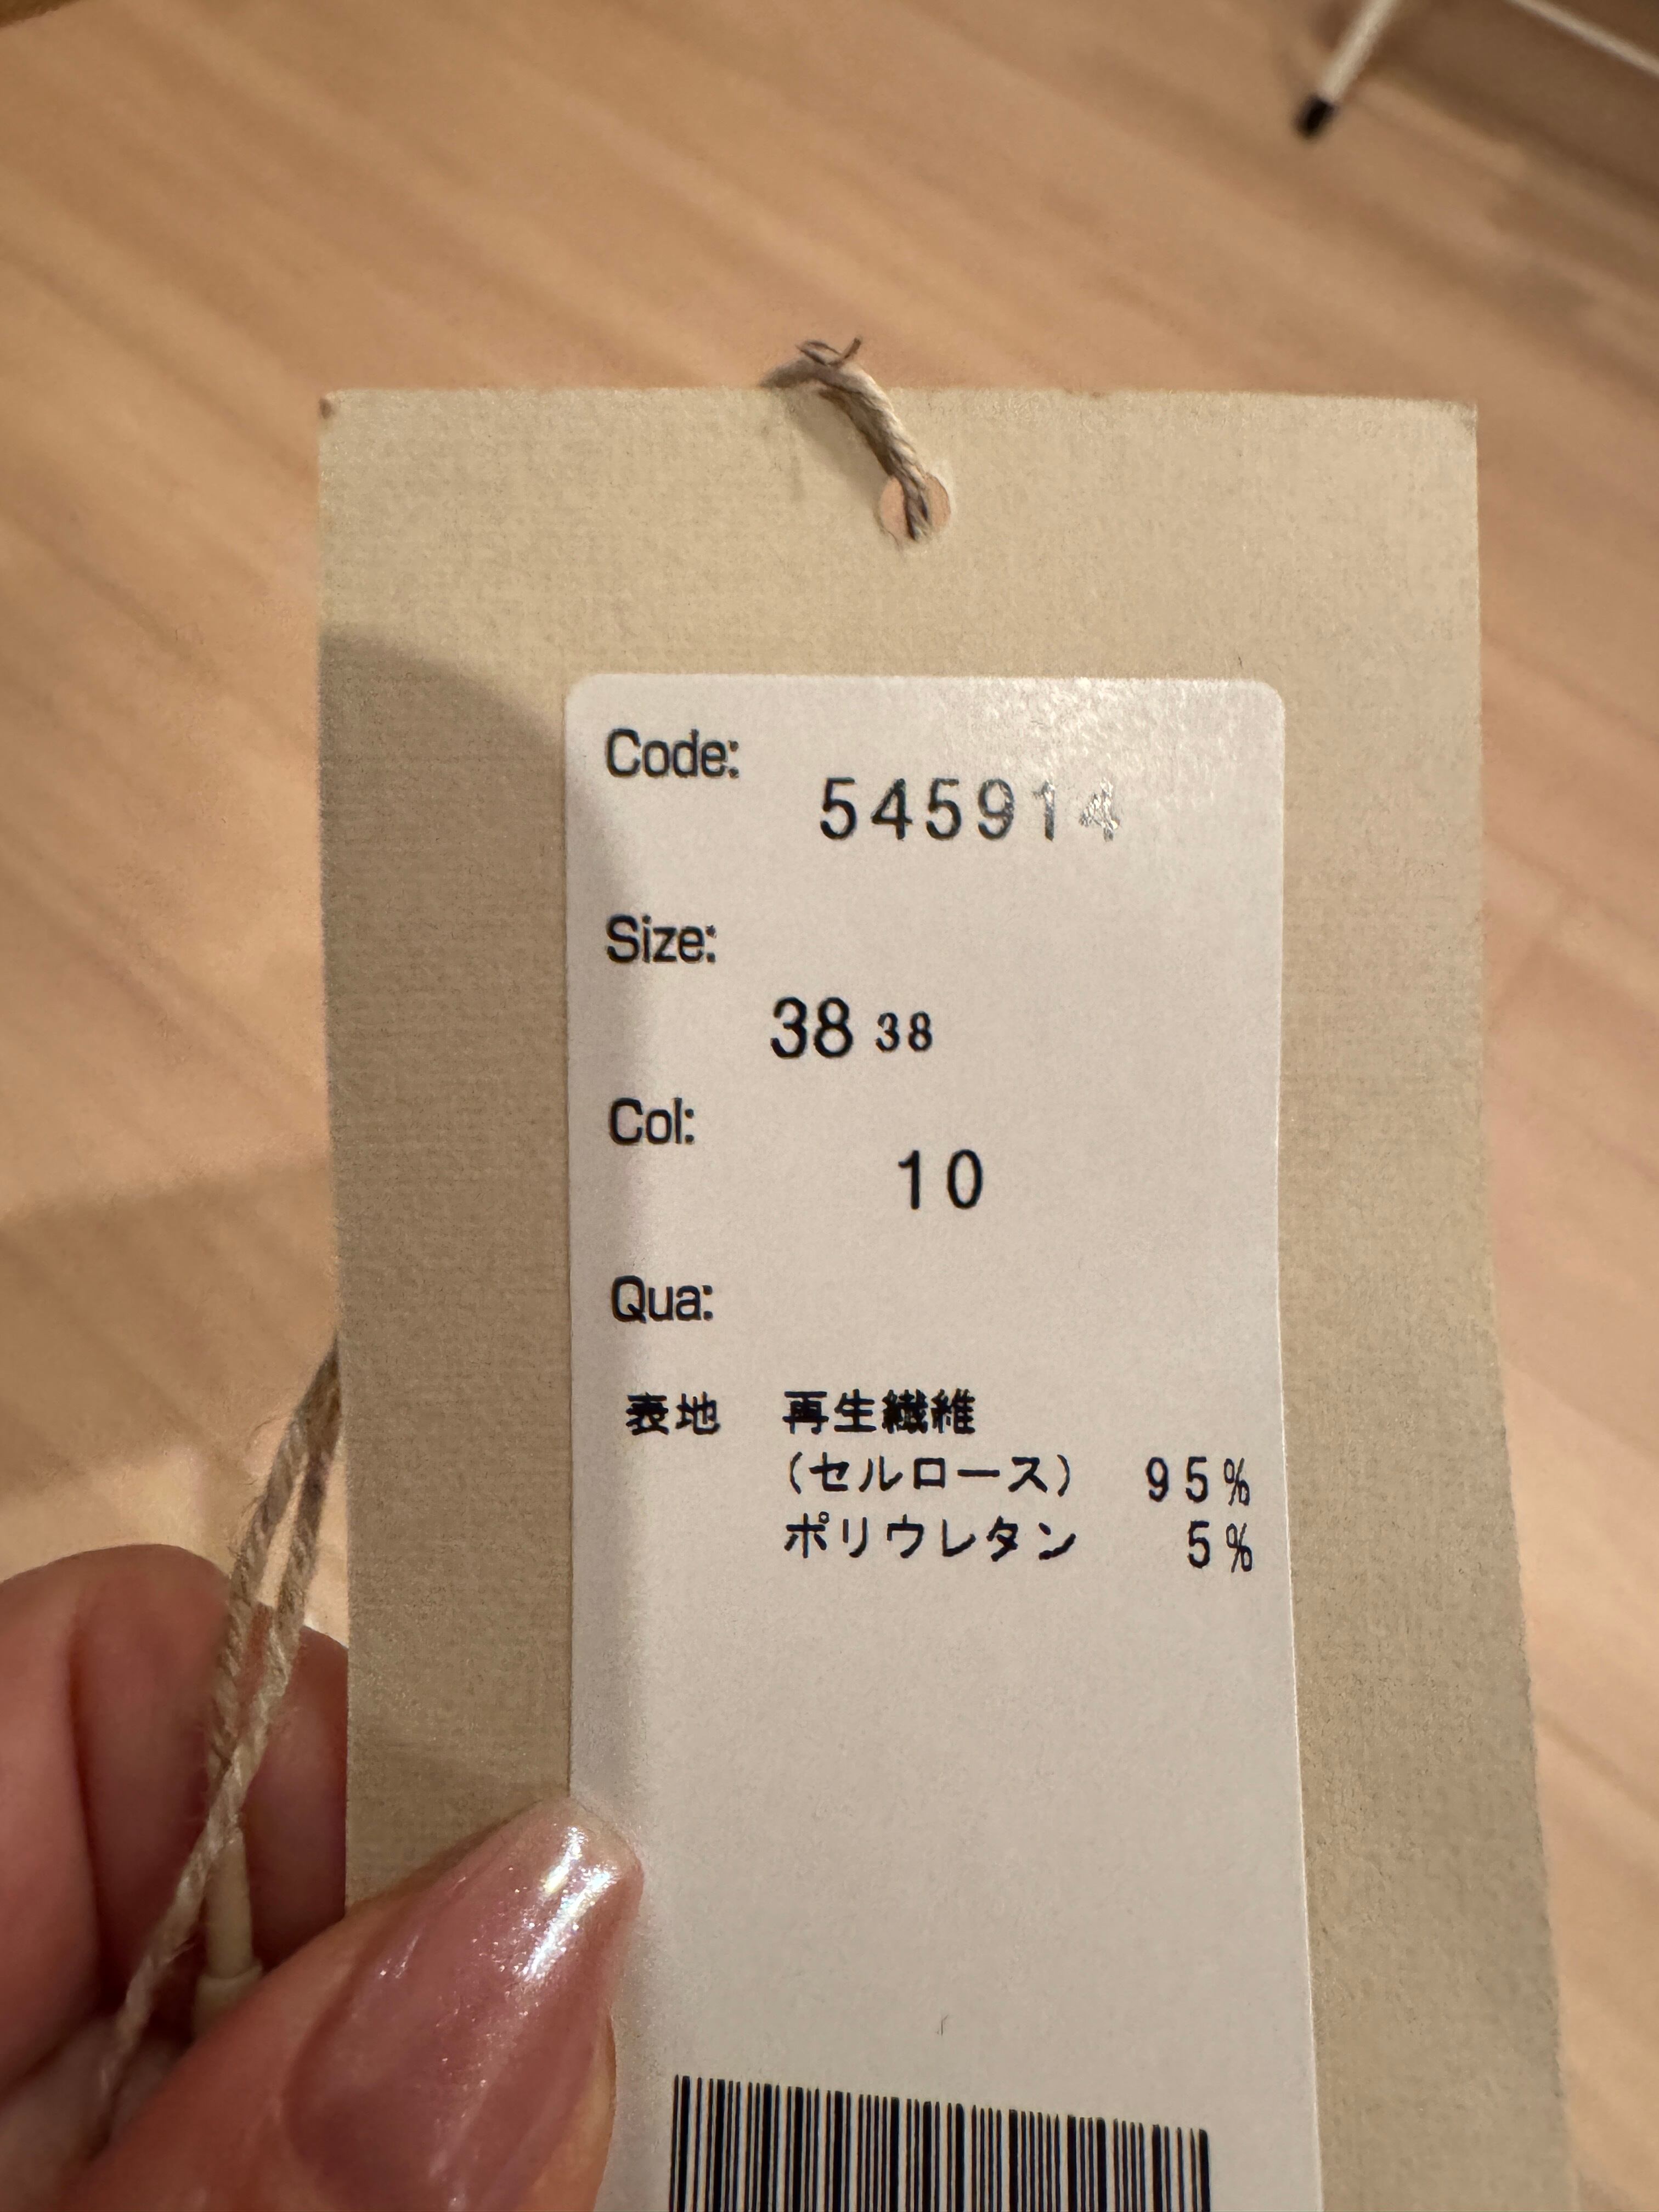 Code:
545914
Size:
38 38
Col:
10
Qua:
表地 再生繊維
(セルロース) 95%
ポリウレタン 5%